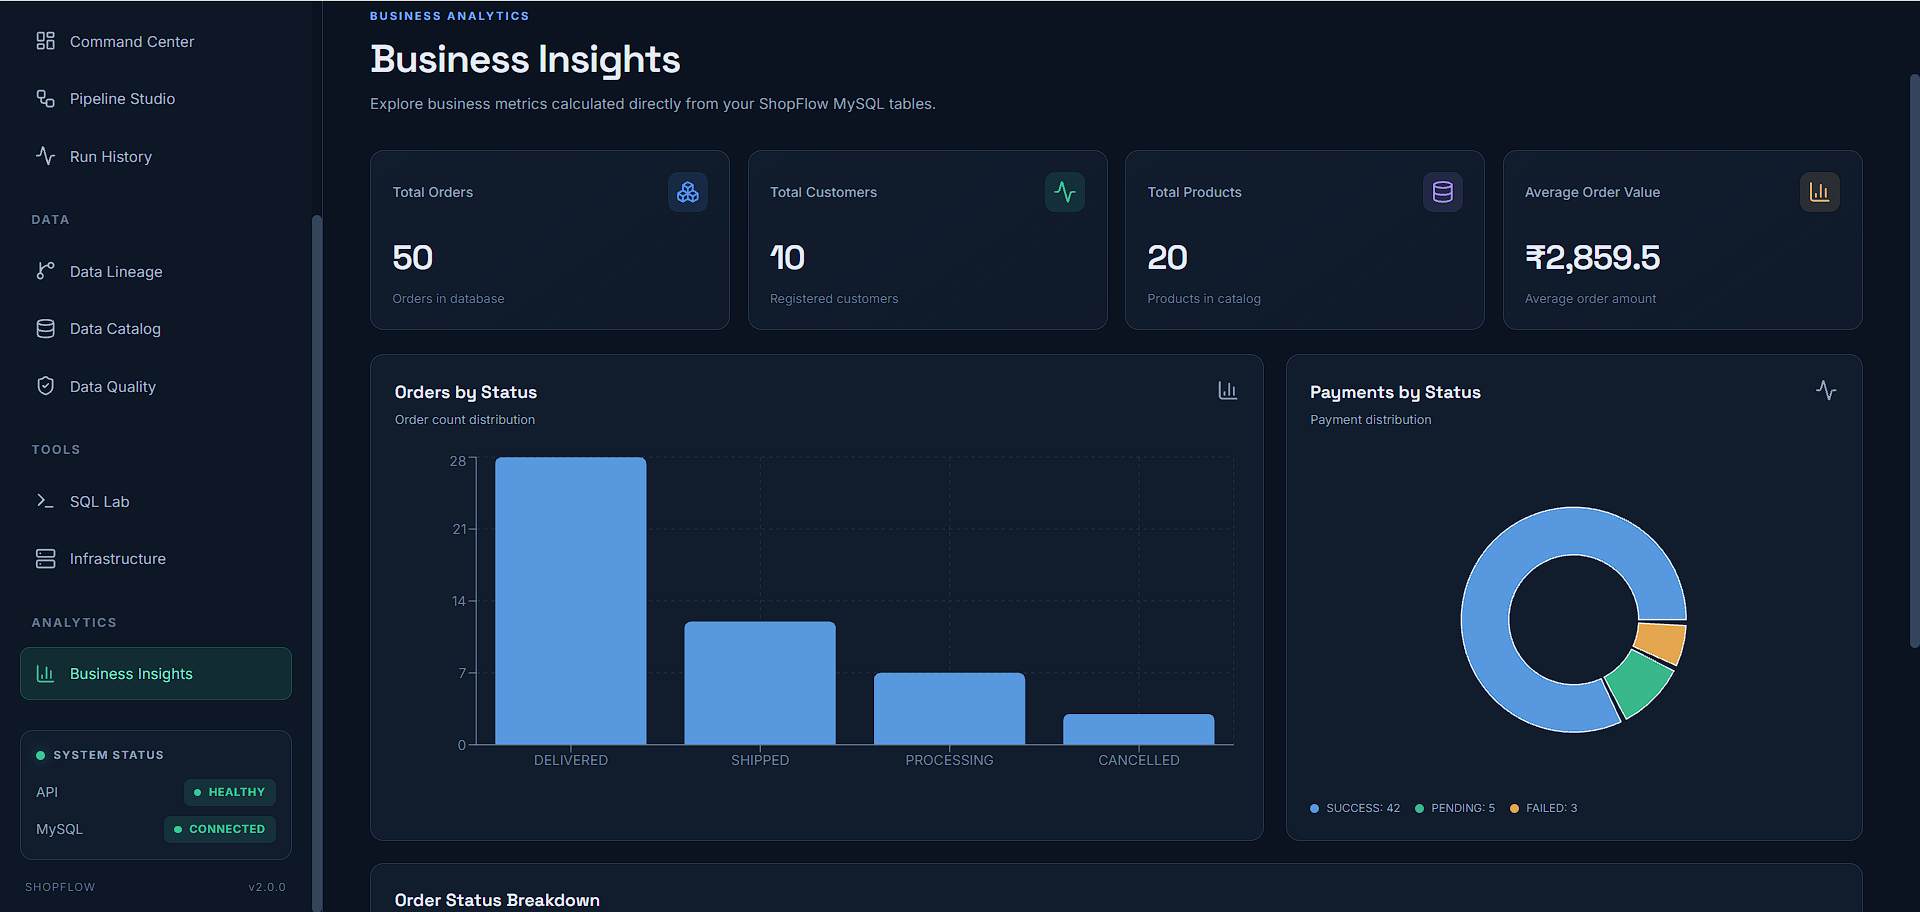 Command Center
Pipeline Studio
Run History
DATA
Data Lineage
Data Catalog
Data Quality
TOOLS
SQL Lab
Infrastructure
ANALYTICS
Business Insights
SYSTEM STATUS
API HEALTHY
MySQL CONNECTED
SHOPFLOW v2.0.0
BUSINESS ANALYTICS
Business Insights
Explore business metrics calculated directly from your ShopFlow MySQL tables.
Total Orders
50
Orders in database
Total Customers
10
Registered customers
Total Products
20
Products in catalog
Average Order Value
₹2,859.5
Average order amount
Orders by Status
Order count distribution
28
21
14
7
0
DELIVERED SHIPPED PROCESSING CANCELLED
Payments by Status
Payment distribution
SUCCESS: 42 PENDING: 5 FAILED: 3
Order Status Breakdown